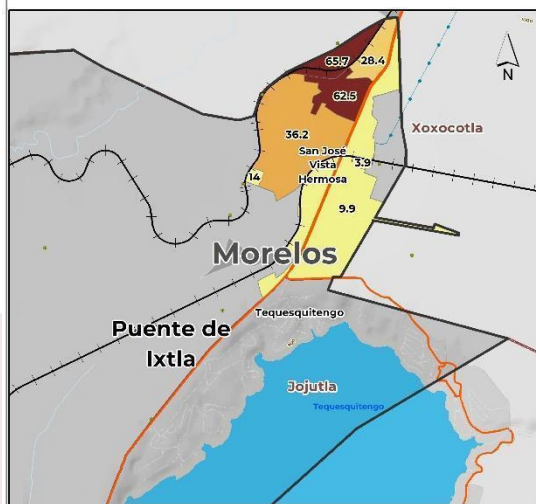 65.7
28.4
N
62.5
Xoxocotla
36.2
San José
Vista
Hermosa
3.9
14
9.9
Morelos
Tequesquitengo
Puente de
Ixtla
Jojutla
Tequesquitengo